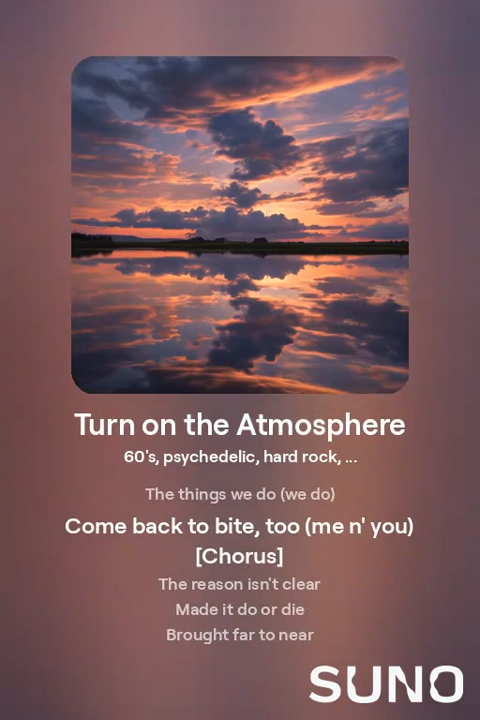 Turn on the Atmosphere
60's, psychedelic, hard rock, ...
The things we do (we do)
Come back to bite, too (me n' you)
[Chorus]
The reason isn't clear
Made it do or die
Brought far to near
SUNO